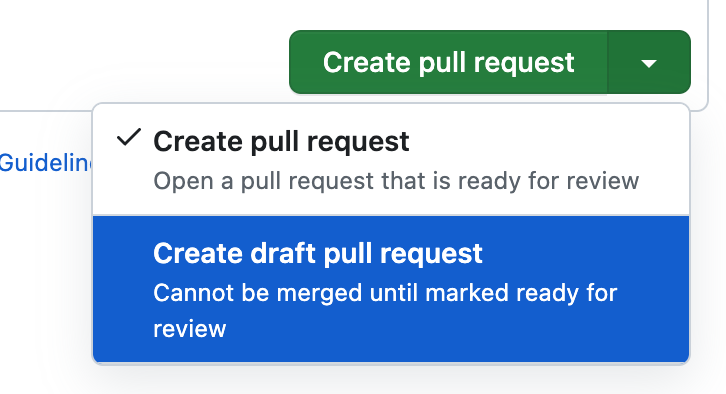 Create pull request
Create pull request
Open a pull request that is ready for review
Create draft pull request
Cannot be merged until marked ready for
review